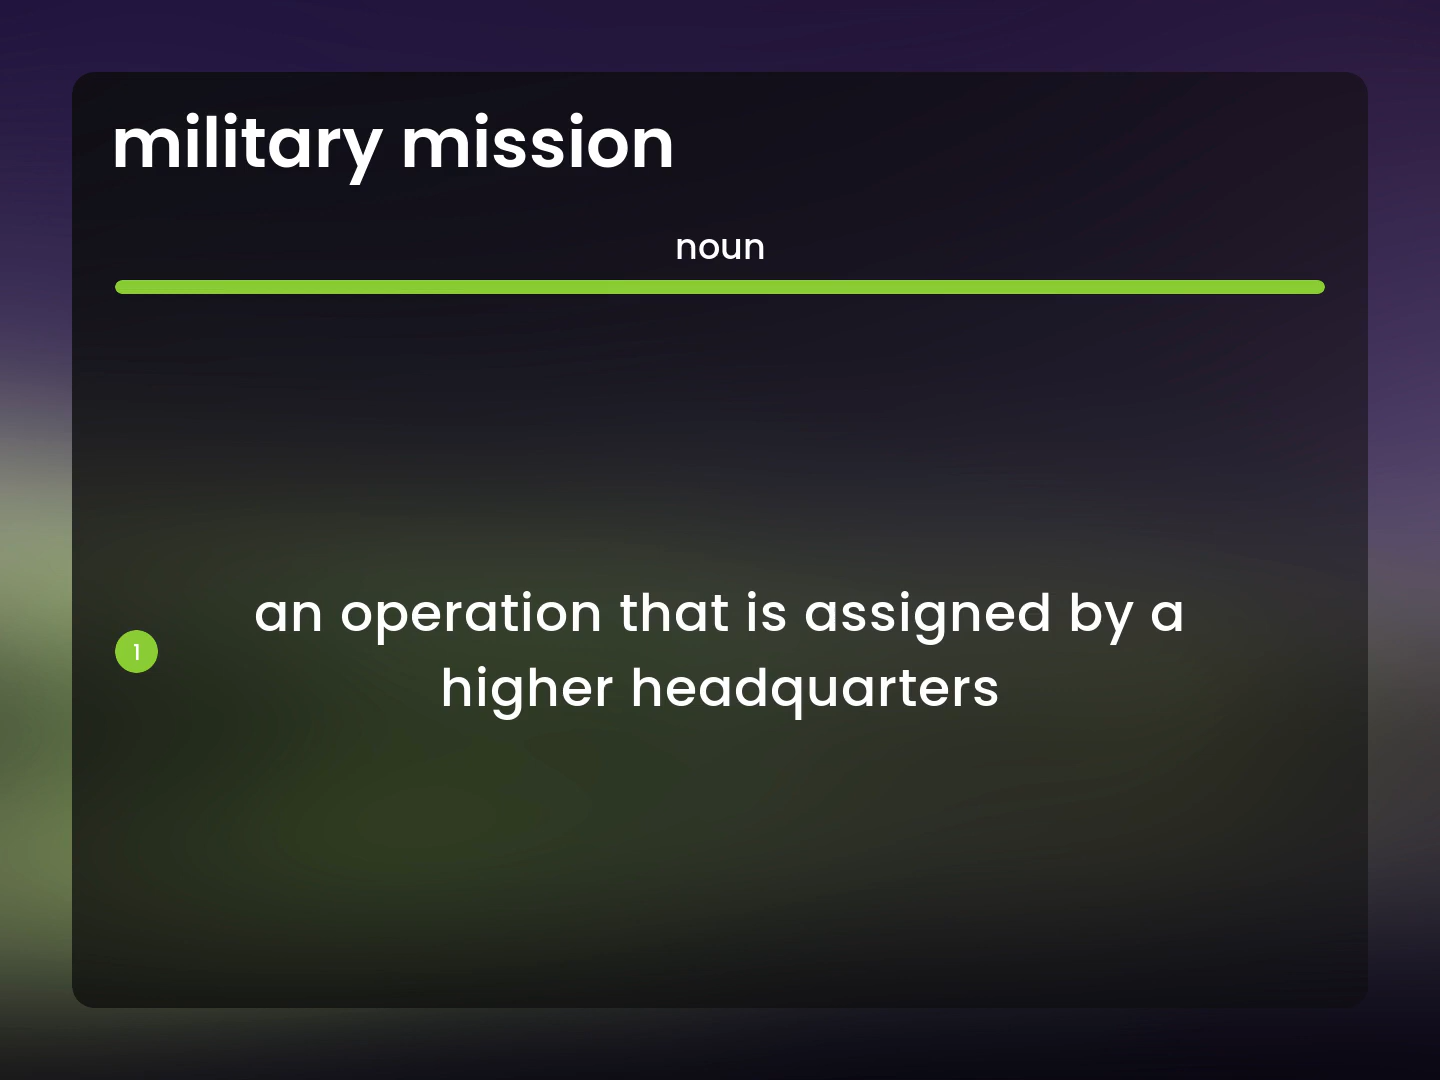 military mission
noun
1
an operation that is assigned by a
higher headquarters